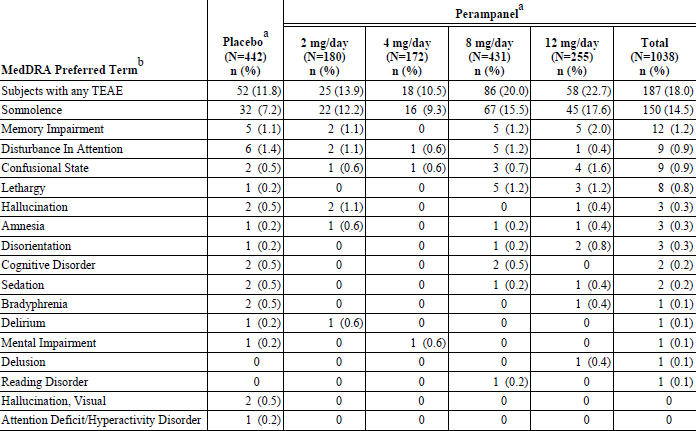 Perampanel a
Placebo a 2 mg/day 4 mg/day 8 mg/day 12 mg/day Total
(N=442) (N=180) (N=172) (N=431) (N=255) (N=1038)
MedDRA Preferred Term b n (%) n (%) n (%) n (%) n (%) n (%)
Subjects with any TEAE 52 (11.8) 25 (13.9) 18 (10.5) 86 (20.0) 58 (22.7) 187 (18.0)
Somnolence 32 (7.2) 22 (12.2) 16 (9.3) 67 (15.5) 45 (17.6) 150 (14.5)
Memory Impairment 5 (1.1) 2 (1.1) 0 5 (1.2) 5 (2.0) 12 (1.2)
Disturbance In Attention 6 (1.4) 2 (1.1) 1 (0.6) 5 (1.2) 1 (0.4) 9 (0.9)
Confusional State 2 (0.5) 1 (0.6) 1 (0.6) 3 (0.7) 4 (1.6) 9 (0.9)
Lethargy 1 (0.2) 0 0 5 (1.2) 3 (1.2) 8 (0.8)
Hallucination 2 (0.5) 2 (1.1) 0 0 1 (0.4) 3 (0.3)
Amnesia 1 (0.2) 1 (0.6) 0 1 (0.2) 1 (0.4) 3 (0.3)
Disorientation 1 (0.2) 0 0 1 (0.2) 2 (0.8) 3 (0.3)
Cognitive Disorder 2 (0.5) 0 0 2 (0.5) 0 2 (0.2)
Sedation 2 (0.5) 0 0 1 (0.2) 1 (0.4) 2 (0.2)
Bradyphrenia 2 (0.5) 0 0 0 1 (0.4) 1 (0.1)
Delirium 1 (0.2) 1 (0.6) 0 0 0 1 (0.1)
Mental Impairment 1 (0.2) 0 1 (0.6) 0 0 1 (0.1)
Delusion 0 0 0 0 1 (0.4) 1 (0.1)
Reading Disorder 0 0 0 1 (0.2) 0 1 (0.1)
Hallucination, Visual 2 (0.5) 0 0 0 0 0
Attention Deficit/Hyperactivity Disorder 1 (0.2) 0 0 0 0 0